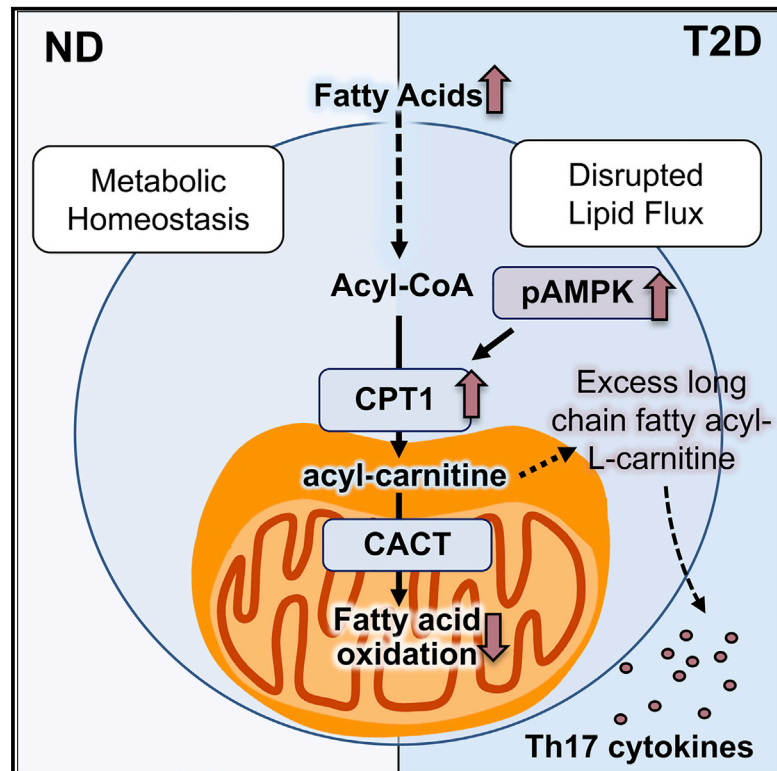 ND
T2D
Fatty Acids
Metabolic
Homeostasis
Disrupted
Lipid Flux
Acyl-CoA
pAMPK
CPT1
Excess long
chain fatty acyl-
L-carnitine
acyl-carnitine
CACT
Fatty acid
oxidation
Th17 cytokines